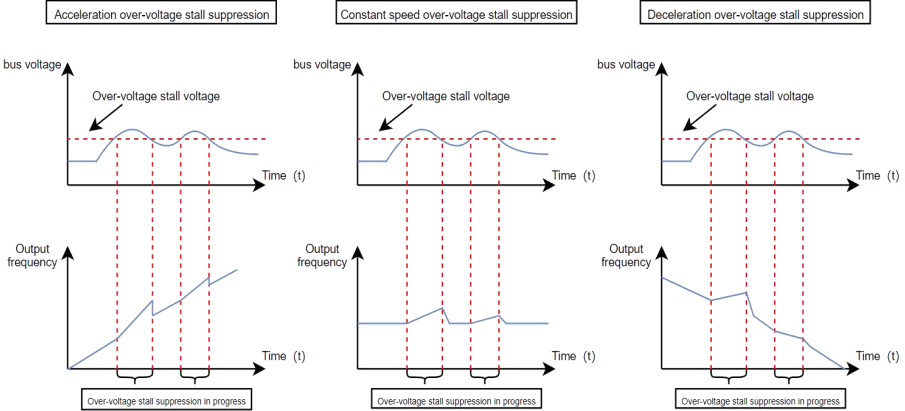 Acceleration over-voltage stall suppression
Constant speed over-voltage stall suppression
Deceleration over-voltage stall suppression
bus voltage
Over-voltage stall voltage
Time (t)
bus voltage
Over-voltage stall voltage
Time (t)
bus voltage
Over-voltage stall voltage
Time (t)
Output
frequency
Time (t)
Over-voltage stall suppression in progress
Output
frequency
Time (t)
Over-voltage stall suppression in progress
Output
frequency
Time (t)
Over-voltage stall suppression in progress